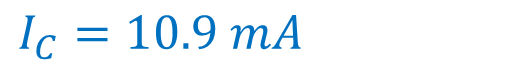 I_C = 10.9 mA